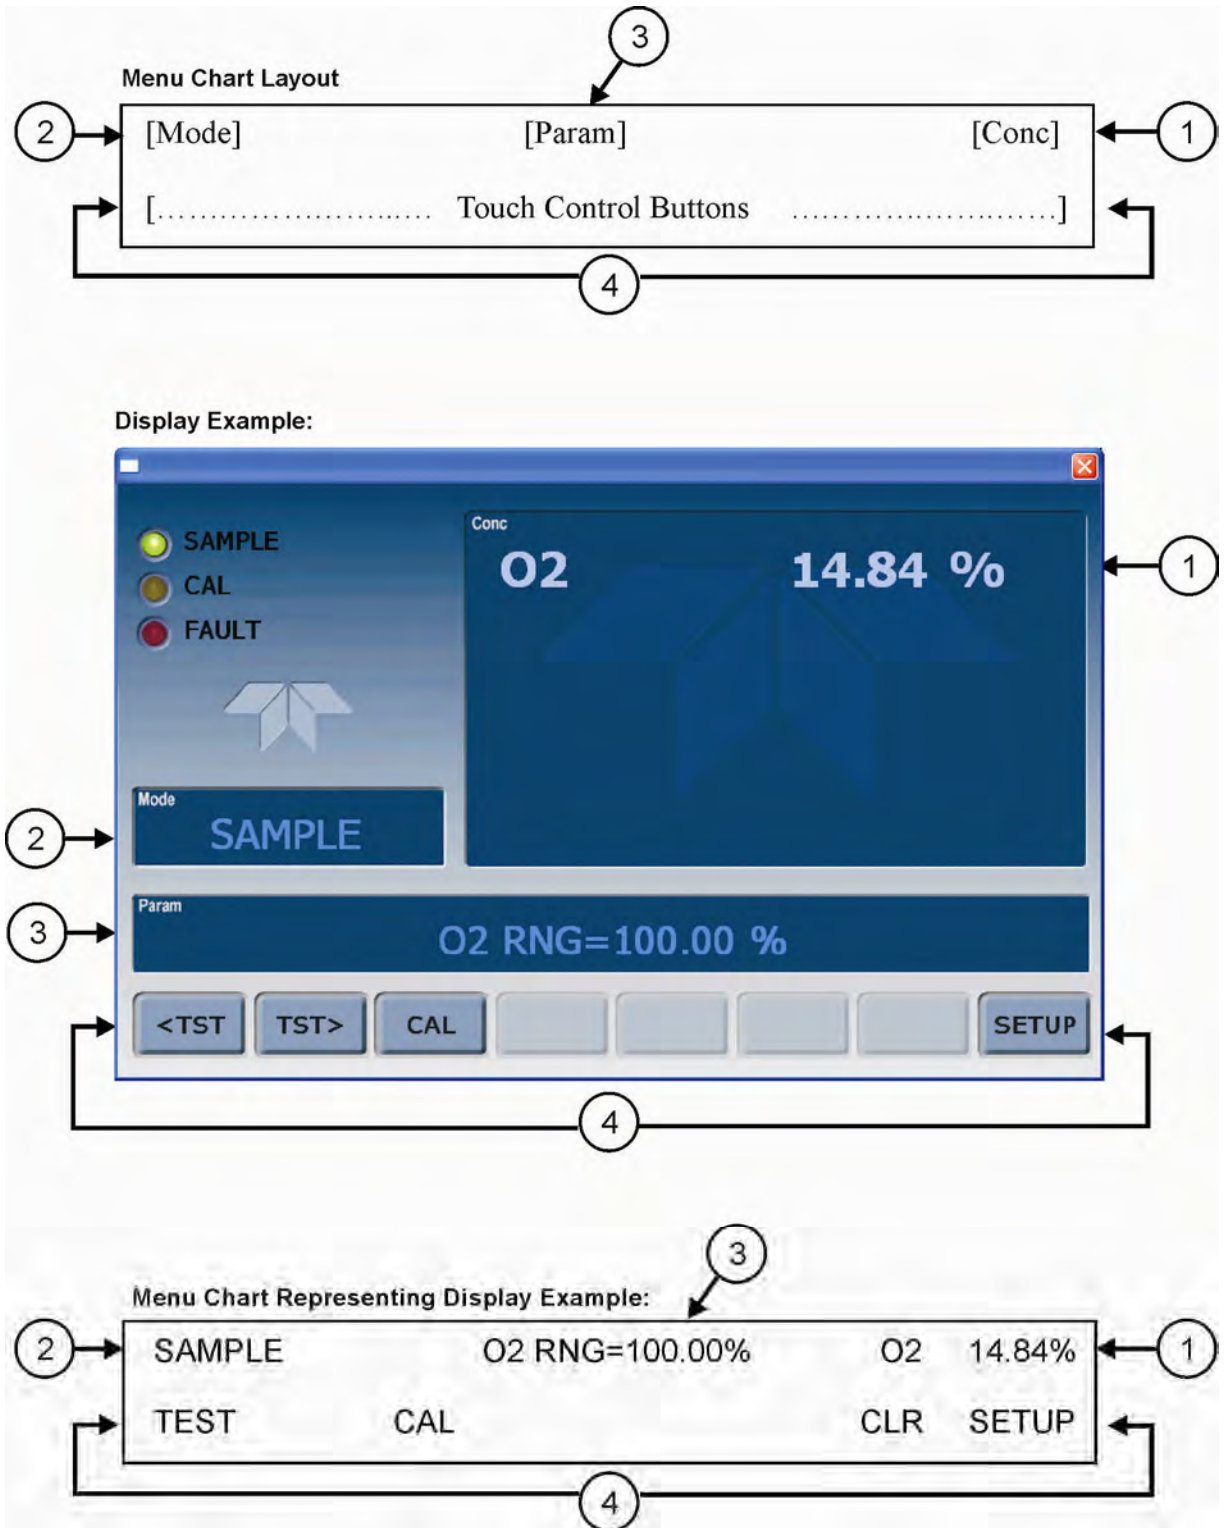 3
Menu Chart Layout
2 [Mode] [Param] [Conc] 1
[........................... Touch Control Buttons ..........................]
4
Display Example:
SAMPLE
CAL
FAULT
Conc
O2 14.84 %
1
Mode
SAMPLE
2
Param
O2 RNG=100.00 %
3
<TST TST> CAL SETUP
4
3
Menu Chart Representing Display Example:
2 SAMPLE O2 RNG=100.00% O2 14.84% 1
TEST CAL CLR SETUP
4